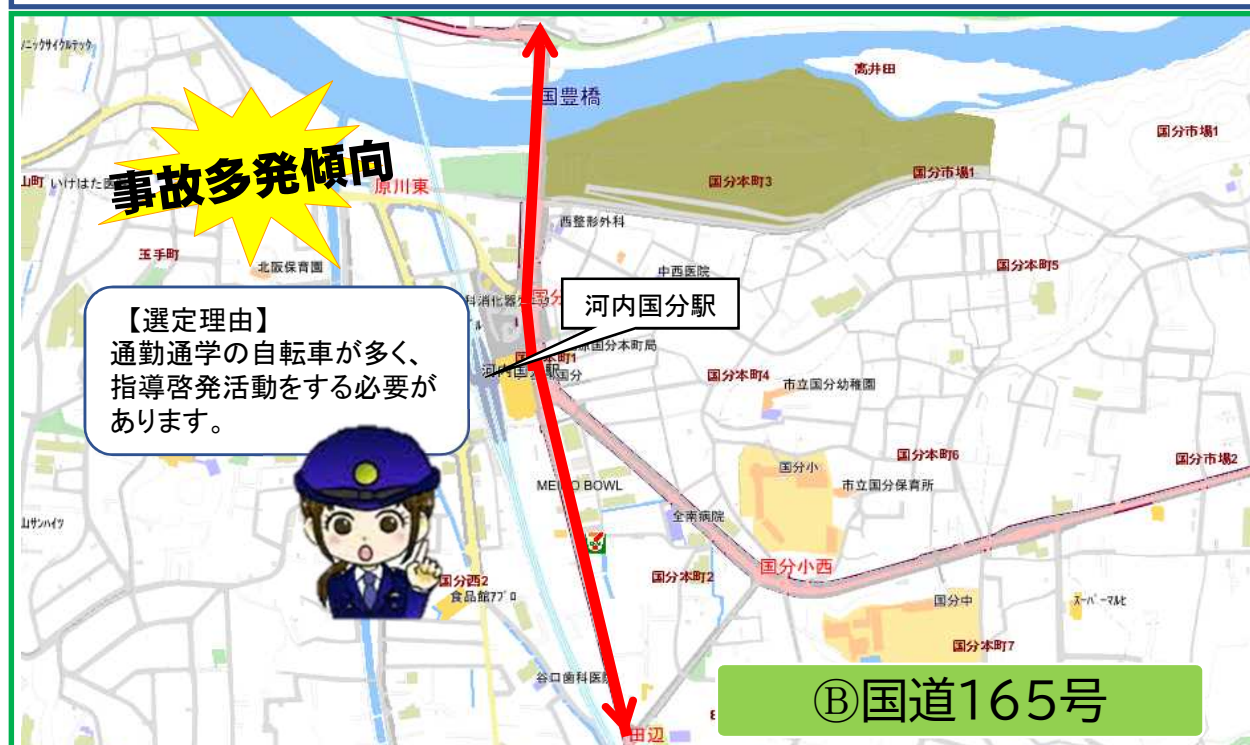 高井田
国豊橋
国分市場1
事故多発傾向
原川東
国分本町3
国分市場1
西整形外科
玉手町
北阪保育園
中西医院
国分本町5
河内国分駅
【選定理由】
通勤通学の自転車が多く、
指導啓発活動をする必要が
あります。
国分本町4
市立国分幼稚園
国分小
国分本町6
国分市場2
市立国分保育所
全南病院
国分小西
国分本町2
国分西2
食品館アプロ
国分中
スーパーマルヒ
国分本町7
谷口歯科医院
Ⓑ国道165号
田辺